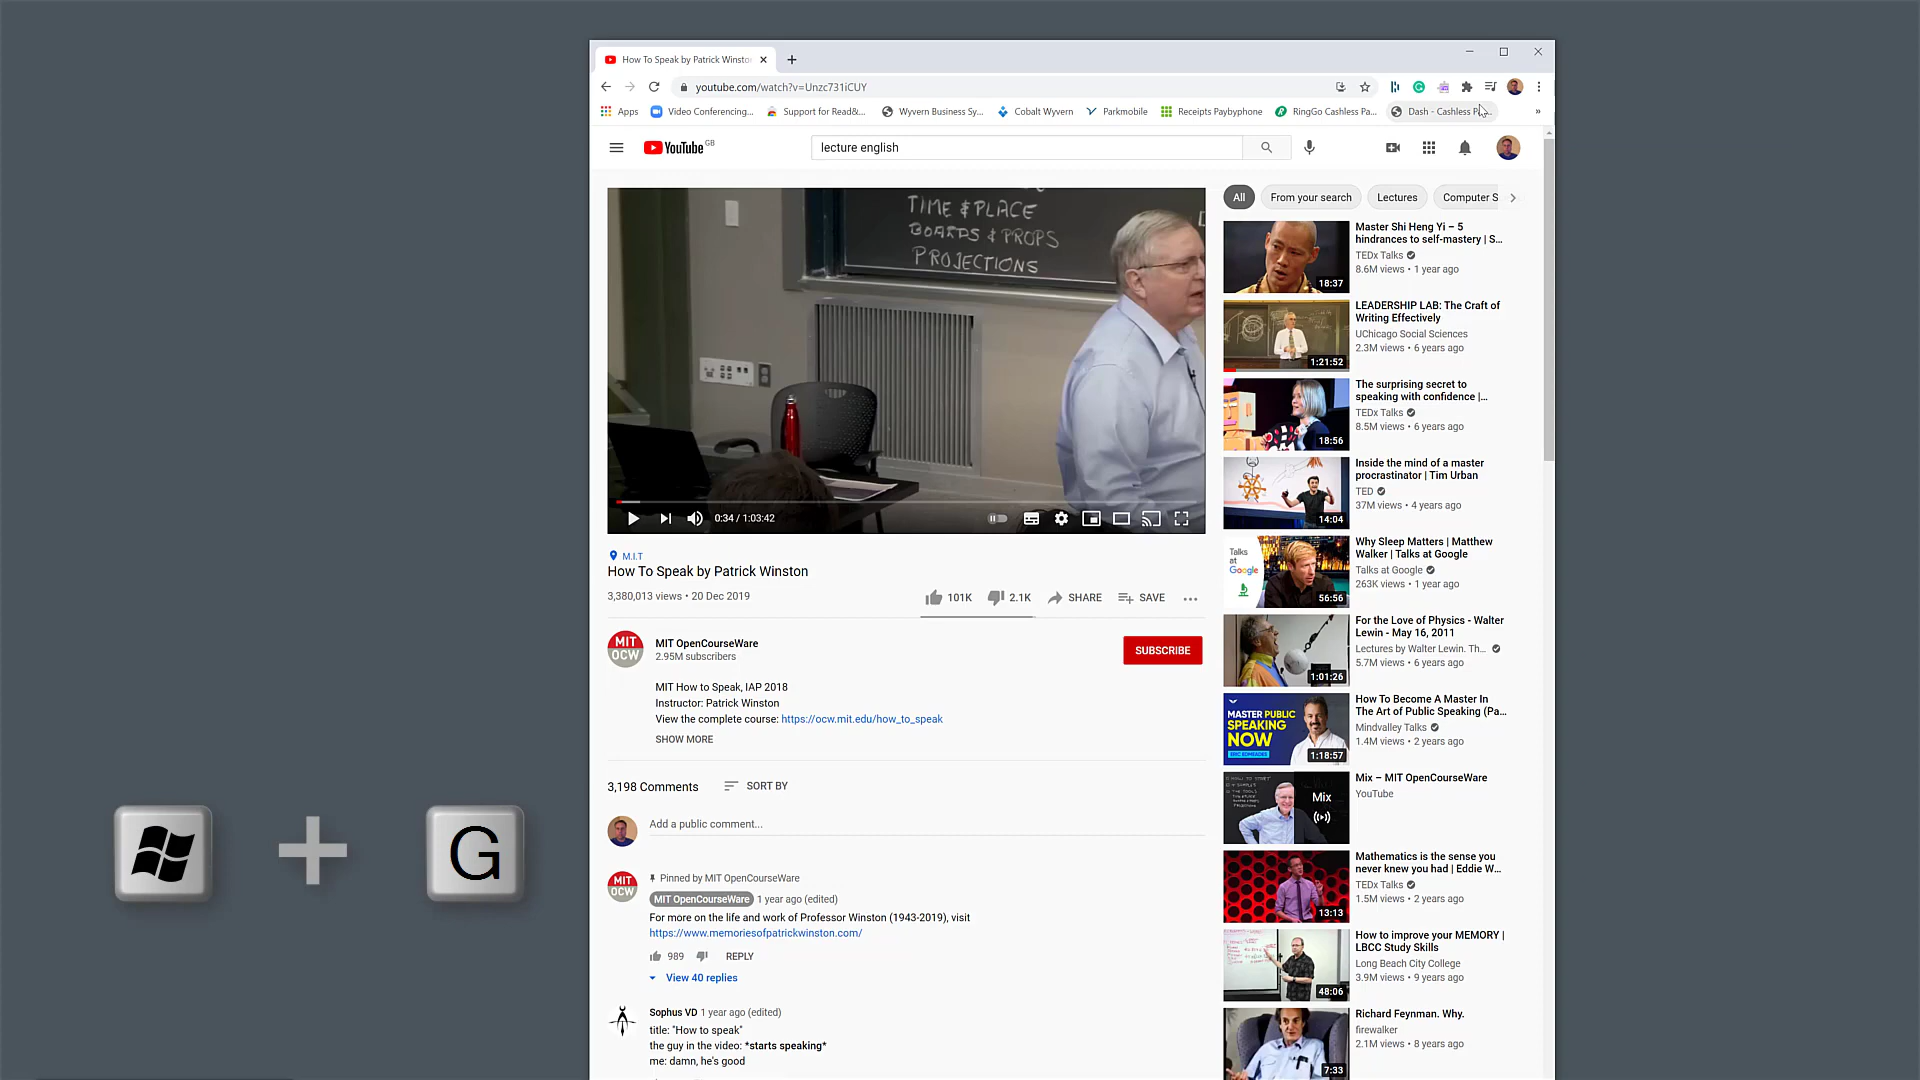 How To Speak by Patrick Winsto
youtube.com/watch?v=Unzc731iCUY
Apps Video Conferencing... Support for Read&... Wyvern Business Sy... Cobalt Wyvern Parkmobile Receipts Paybyphone RingGo Cashless Pa... Dash - Cashless P... »
YouTube GB
lecture english
TIME & PLACE
BOARDS & PROPS
PROJECTIONS
0:34 / 1:03:42
M.I.T
How To Speak by Patrick Winston
3,380,013 views • 20 Dec 2019
101K 2.1K SHARE SAVE ...
MIT OCW
MIT OpenCourseWare
2.95M subscribers
SUBSCRIBE
MIT How to Speak, IAP 2018
Instructor: Patrick Winston
View the complete course: https://ocw.mit.edu/how_to_speak
SHOW MORE
3,198 Comments SORT BY
Add a public comment...
MIT OCW
Pinned by MIT OpenCourseWare
MIT OpenCourseWare 1 year ago (edited)
For more on the life and work of Professor Winston (1943-2019), visit
https://www.memoriesofpatrickwinston.com/
989 REPLY
View 40 replies
Sophus VD 1 year ago (edited)
title: "How to speak"
the guy in the video: *starts speaking*
me: damn, he's good
All From your search Lectures Computer S
18:37
Master Shi Heng Yi – 5
hindrances to self-mastery | S...
TEDx Talks
8.6M views • 1 year ago
1:21:52
LEADERSHIP LAB: The Craft of
Writing Effectively
UChicago Social Sciences
2.3M views • 6 years ago
18:56
The surprising secret to
speaking with confidence |...
TEDx Talks
8.5M views • 6 years ago
14:04
Inside the mind of a master
procrastinator | Tim Urban
TED
37M views • 4 years ago
Talks
at
Google
56:56
Why Sleep Matters | Matthew
Walker | Talks at Google
Talks at Google
263K views • 1 year ago
1:01:26
For the Love of Physics - Walter
Lewin - May 16, 2011
Lectures by Walter Lewin. Th...
5.7M views • 6 years ago
MASTER PUBLIC
SPEAKING
NOW
ERIC EDMEADES
1:18:57
How To Become A Master In
The Art of Public Speaking (Pa...
Mindvalley Talks
1.4M views • 2 years ago
Mix
Mix – MIT OpenCourseWare
YouTube
13:13
Mathematics is the sense you
never knew you had | Eddie W...
TEDx Talks
1.5M views • 2 years ago
48:06
How to improve your MEMORY |
LBCC Study Skills
Long Beach City College
3.9M views • 9 years ago
7:33
Richard Feynman. Why.
firewalker
2.1M views • 8 years ago
+ G